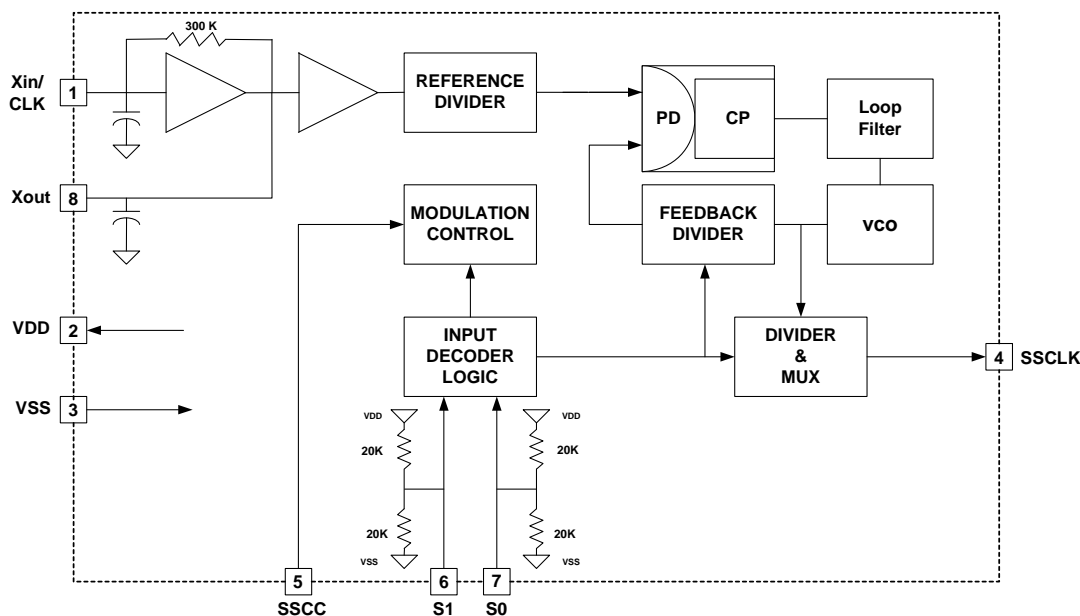 300 K
Xin/
CLK
1
REFERENCE
DIVIDER
PD
CP
Loop
Filter
Xout
8
MODULATION
CONTROL
FEEDBACK
DIVIDER
vco
VDD
2
INPUT
DECODER
LOGIC
DIVIDER
&
MUX
4
SSCLK
VSS
3
VDD
VDD
20K
20K
20K
20K
VSS
VSS
5
6
7
SSCC
S1
S0